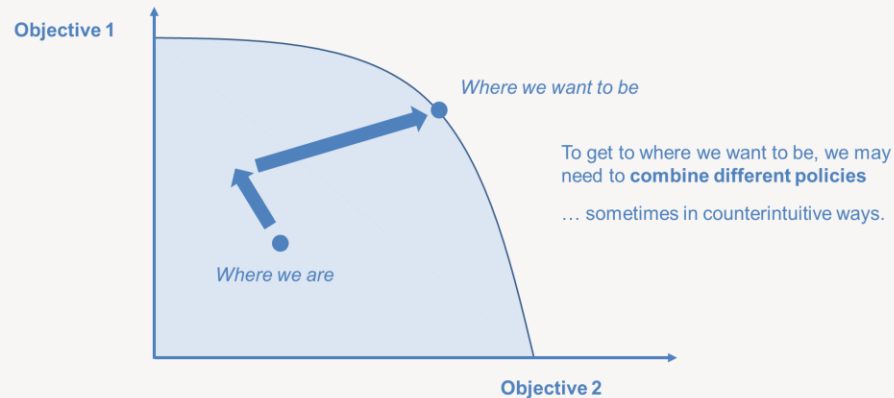 Objective 1
Where we want to be
To get to where we want to be, we may
need to combine different policies
… sometimes in counterintuitive ways.
Where we are
Objective 2